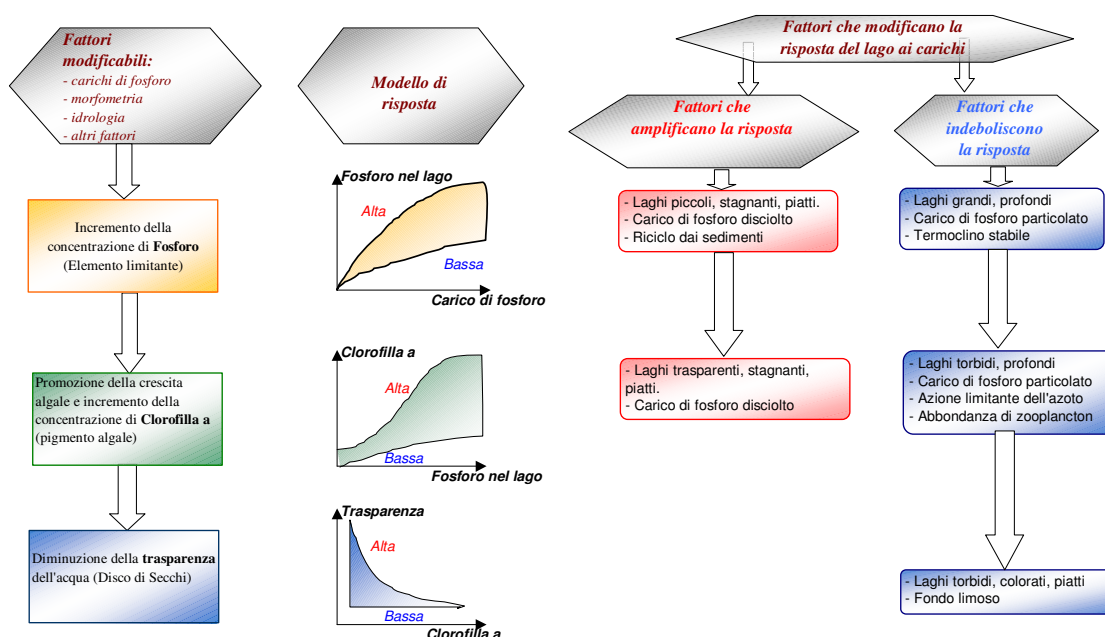 Fattori
modificabili:
- carichi di fosforo
- morfometria
- idrologia
- altri fattori
Incremento della
concentrazione di Fosforo
(Elemento limitante)
Promozione della crescita
algale e incremento della
concentrazione di Clorofilla a
(pigmento algale)
Diminuzione della trasparenza
dell'acqua (Disco di Secchi)
Modello di
risposta
Fosforo nel lago
Alta
Bassa
Carico di fosforo
Clorofilla a
Alta
Bassa
Fosforo nel lago
Trasparenza
Alta
Bassa
Clorofilla a
Fattori che modificano la
risposta del lago ai carichi
Fattori che
amplificano la risposta
- Laghi piccoli, stagnanti, piatti.
- Carico di fosforo disciolto
- Riciclo dai sedimenti
- Laghi trasparenti, stagnanti,
piatti.
- Carico di fosforo disciolto
Fattori che
indeboliscono
la risposta
- Laghi grandi, profondi
- Carico di fosforo particolato
- Termoclino stabile
- Laghi torbidi, profondi
- Carico di fosforo particolato
- Azione limitante dell'azoto
- Abbondanza di zooplancton
- Laghi torbidi, colorati, piatti
- Fondo limoso